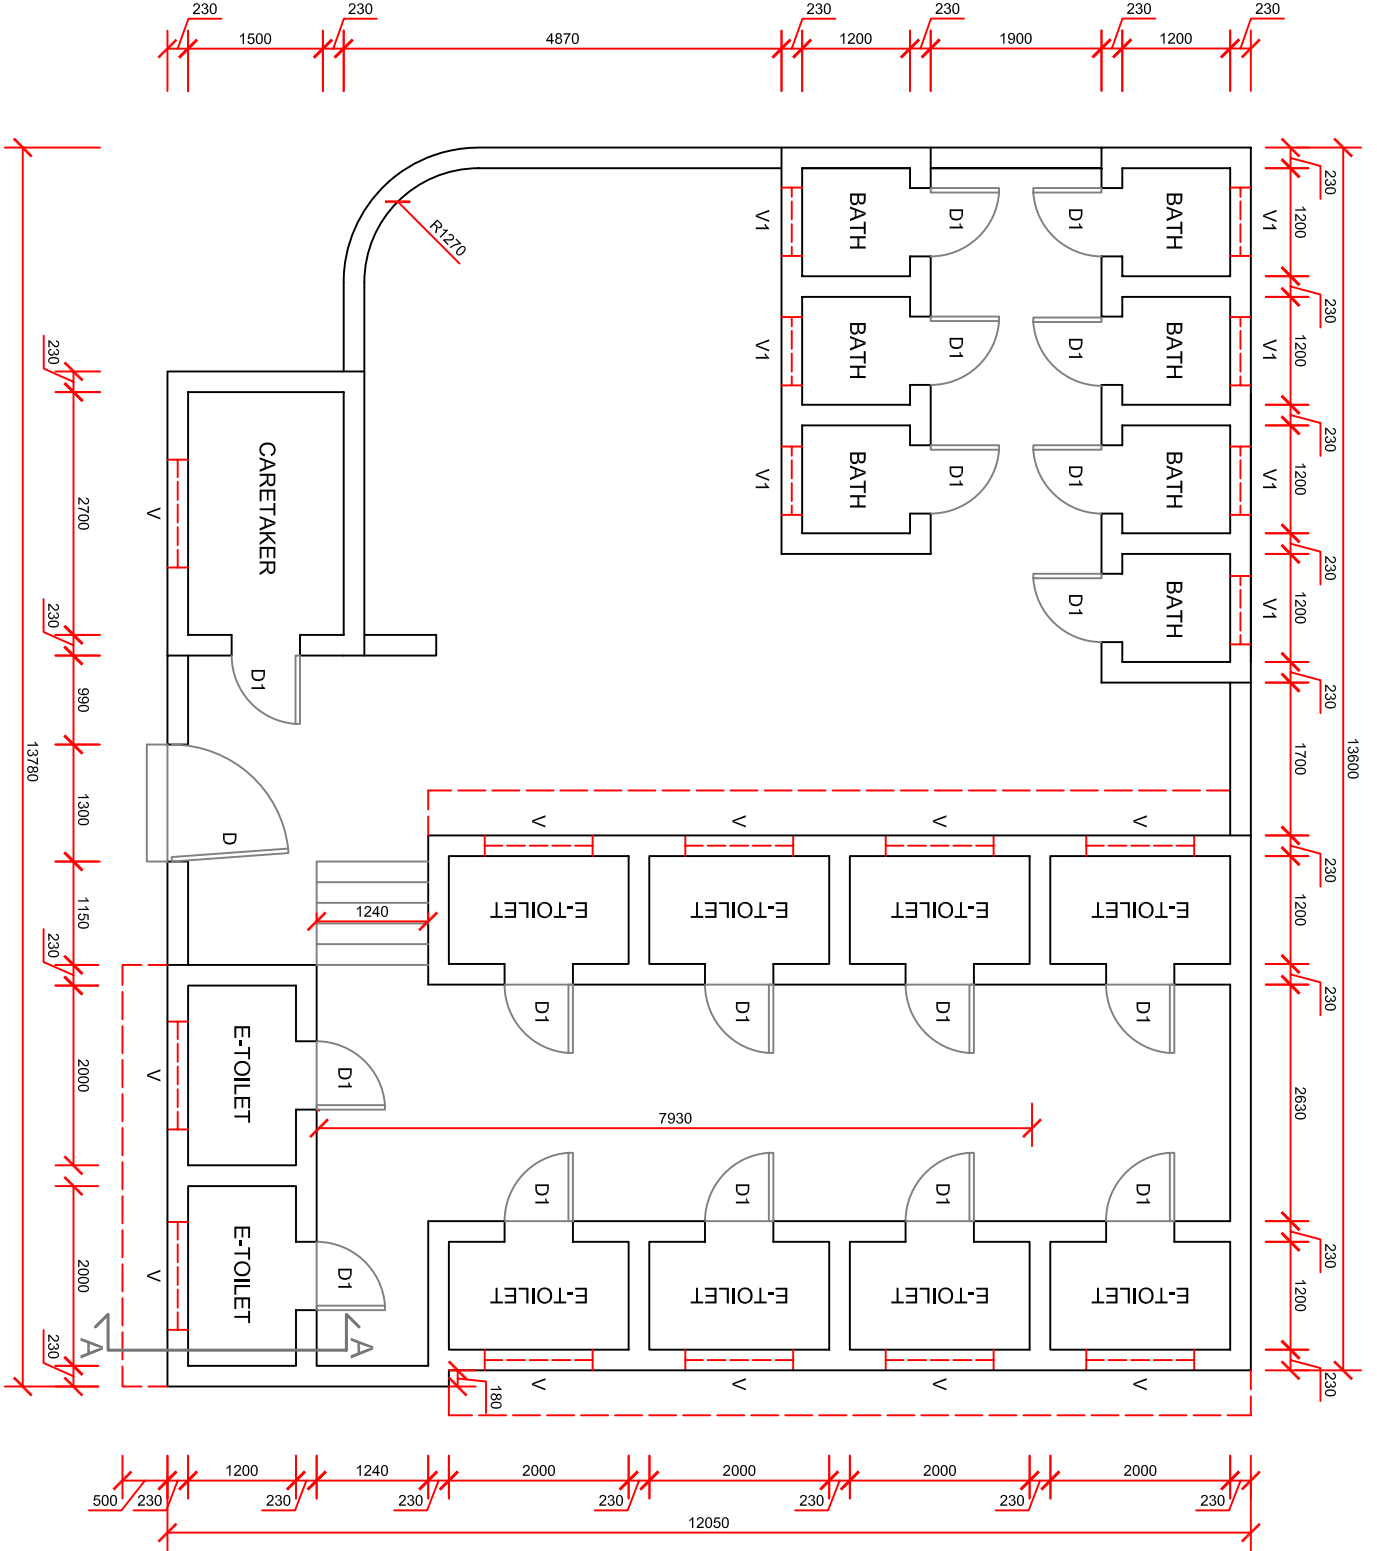 230
230
230
230
230
230
1500
4870
1200
1900
1200
13780
13600
R1270
V1
BATH
D1
D1
BATH
V1
230
1200
230
V1
BATH
D1
D1
BATH
V1
1200
230
V1
BATH
D1
D1
BATH
V1
1200
230
D1
BATH
V1
1200
230
1700
230
2700
230
990
1300
1150
230
2000
2000
230
V
CARETAKER
D1
D
V
V
V
V
E-TOILET
E-TOILET
E-TOILET
E-TOILET
230
1200
230
1240
D1
D1
D1
D1
V
E-TOILET
D1
2630
7930
D1
D1
D1
D1
V
E-TOILET
D1
E-TOILET
E-TOILET
E-TOILET
E-TOILET
230
1200
230
A
A
V
V
V
V
180
1200
1240
2000
2000
2000
2000
500
230
230
230
230
230
230
230
12050